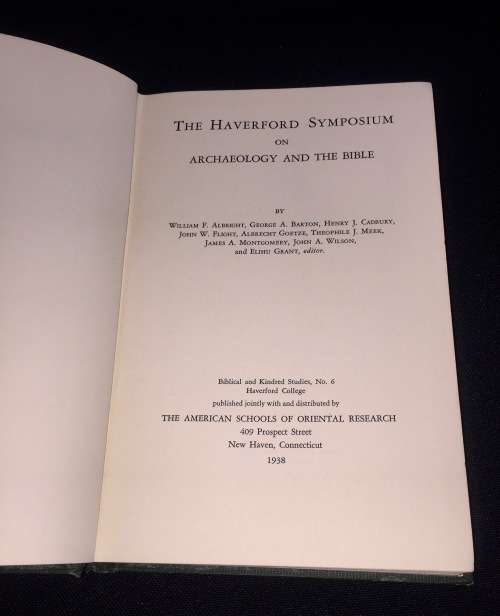 THE HAVERFORD SYMPOSIUM
ON
ARCHAEOLOGY AND THE BIBLE
BY
WILLIAM F. ALBRIGHT, GEORGE A. BARTON, HENRY J. CADBURY,
JOHN W. FLIGHT, ALBRECHT GOETZE, THEOPHILE J. MEEK,
JAMES A. MONTGOMERY, JOHN A. WILSON,
and ELIHU GRANT, editor.
Biblical and Kindred Studies, No. 6
Haverford College
published jointly with and distributed by
THE AMERICAN SCHOOLS OF ORIENTAL RESEARCH
409 Prospect Street
New Haven, Connecticut
1938